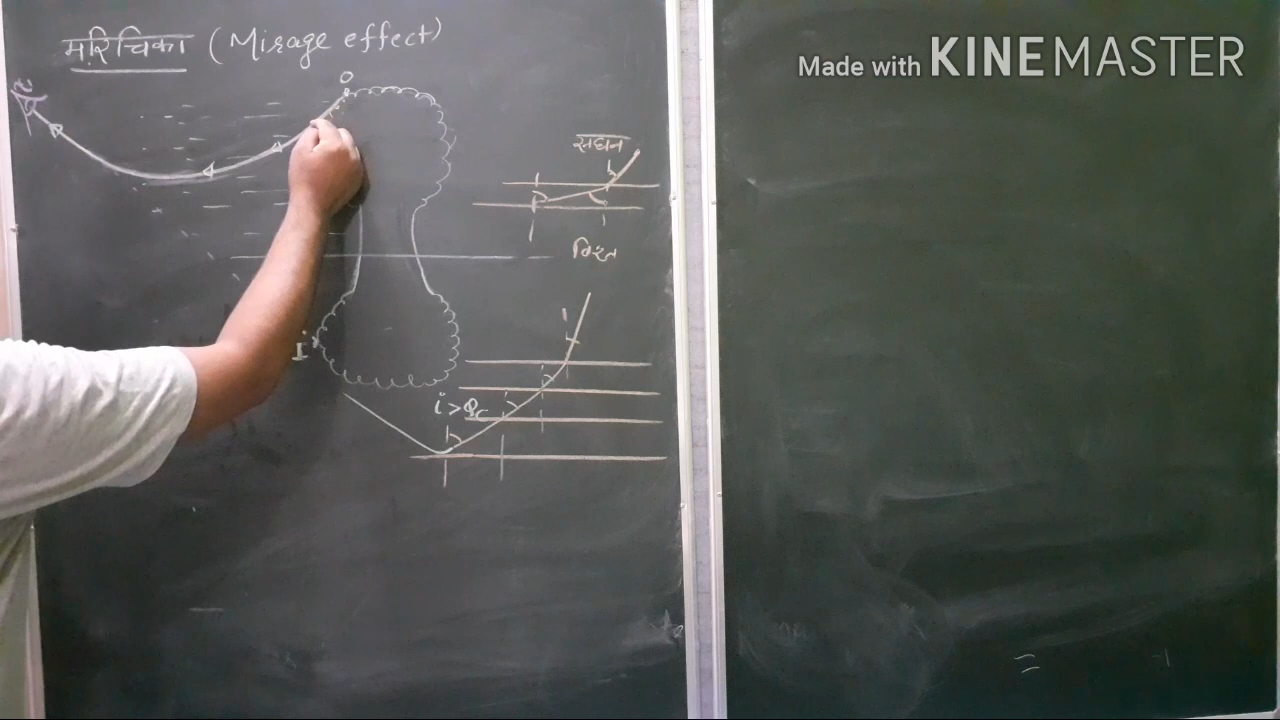 मरिचिका (Mirage effect)
Made with KINEMASTER
O
सघन
विरल
I
i > θc